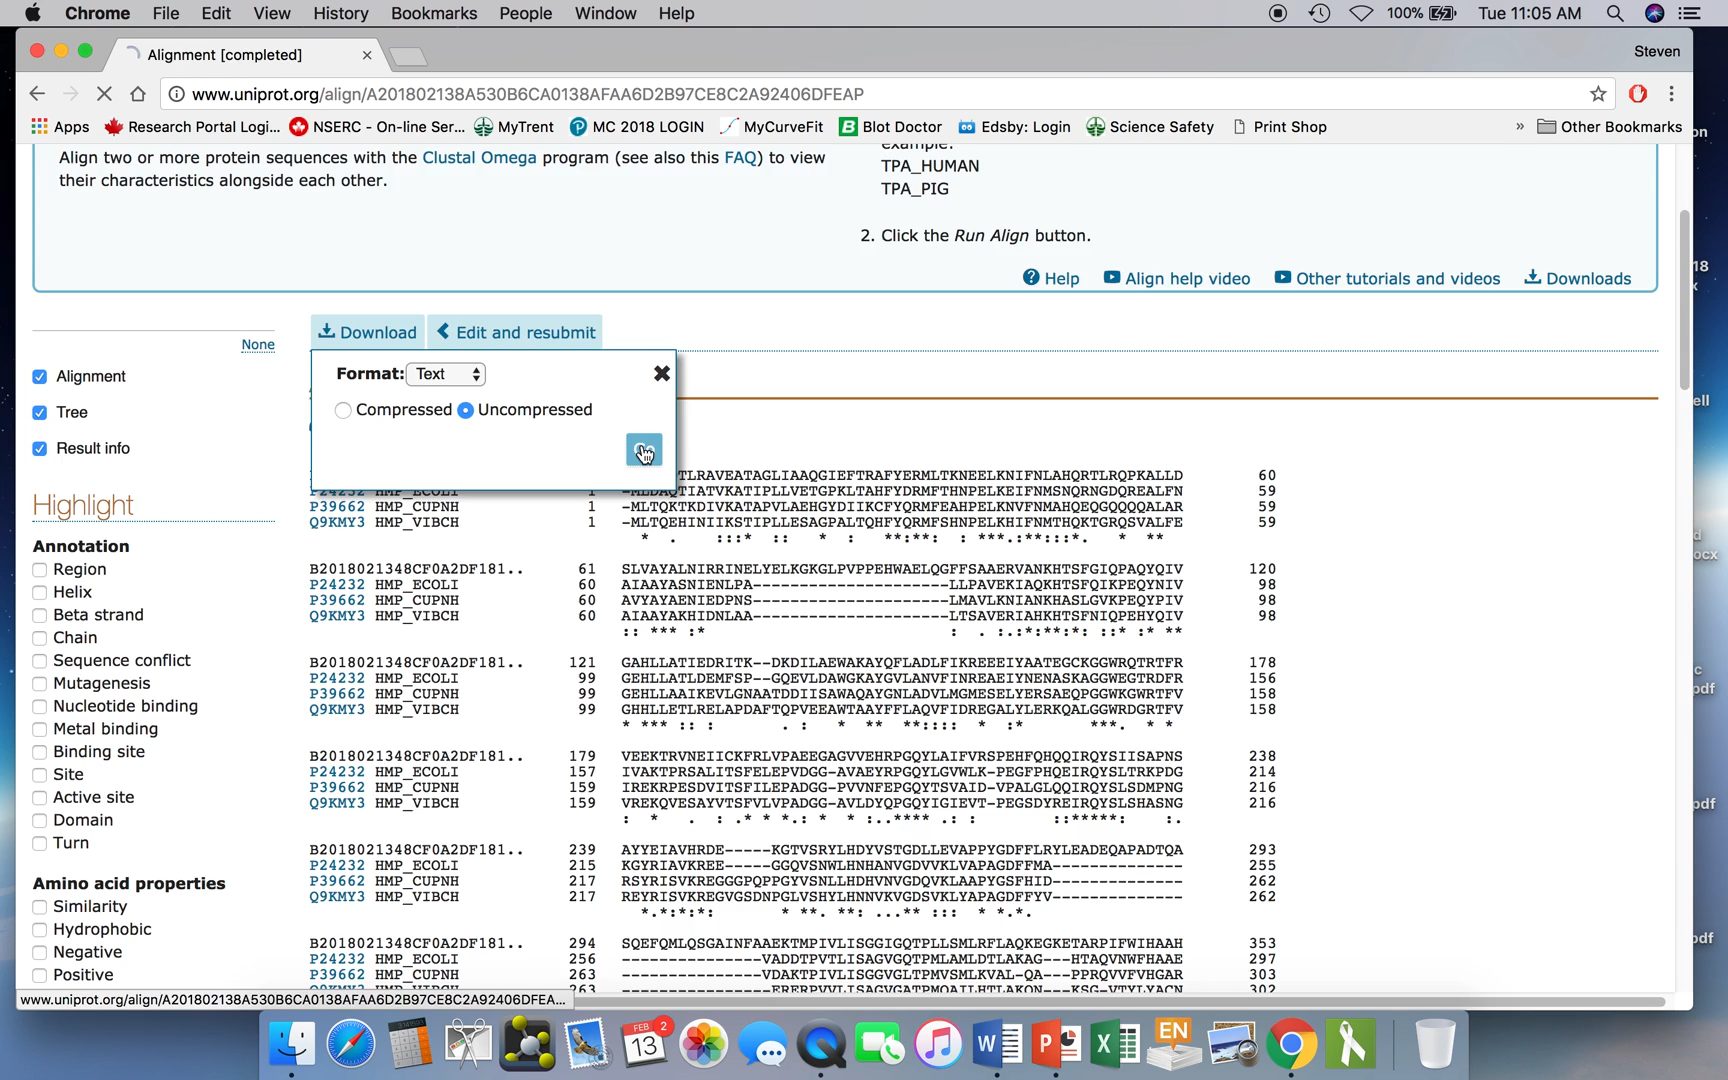 Chrome File Edit View History Bookmarks People Window Help 100% Tue 11:05 AM
Alignment [completed] Steven
www.uniprot.org/align/A201802138A530B6CA0138AFAA6D2B97CE8C2A92406DFEAP
Apps Research Portal Logi... NSERC - On-line Ser... MyTrent MC 2018 LOGIN MyCurveFit Blot Doctor Edsby: Login Science Safety Print Shop » Other Bookmarks
Align two or more protein sequences with the Clustal Omega program (see also this FAQ) to view
their characteristics alongside each other.
example:
TPA_HUMAN
TPA_PIG
2. Click the Run Align button.
Help Align help video Other tutorials and videos Downloads
Download Edit and resubmit
None
Format: Text
Compressed Uncompressed
Alignment
Tree
Result info
Highlight
Annotation
Region
Helix
Beta strand
Chain
Sequence conflict
Mutagenesis
Nucleotide binding
Metal binding
Binding site
Site
Active site
Domain
Turn
Amino acid properties
Similarity
Hydrophobic
Negative
Positive
TLRAVEATAGLIAAQGIEFTRAFYERMLTKNEELKNIFNLAHQRTLRQPKALLD 60
P24232 HMP_ECOLI 1 -MLDAQTIATVKATIPLLVETGPKLTAHFYDRMFTHNPELKEIFNMSNQRNGDQREALFN 59
P39662 HMP_CUPNH 1 -MLTQKTKDIVKATAPVLAEHGYDIIKCFYQRMFEAHPELKNVFNMAHQEQGQQQQALAR 59
Q9KMY3 HMP_VIBCH 1 -MLTQEHINIIKSTIPLLESAGPALTQHFYQRMFSHNPELKHIFNMTHQKTGRQSVALFE 59
* . :::* :: * : **:**: : ***.:**:::*. * **
B2018021348CF0A2DF181.. 61 SLVAYALNIRRINELYELKGKGLPVPPEHWAELQGFFSAAERVANKHTSFGIQPAQYQIV 120
P24232 HMP_ECOLI 60 AIAAYASNIENLPA---------------------LLPAVEKIAQKHTSFQIKPEQYNIV 98
P39662 HMP_CUPNH 60 AVYAYAENIEDPNS---------------------LMAVLKNIANKHASLGVKPEQYPIV 98
Q9KMY3 HMP_VIBCH 60 AIAAYAKHIDNLAA---------------------LTSAVERIAHKHTSFNIQPEHYQIV 98
:: *** :* : . .:*:**:*: ::* :* **
B2018021348CF0A2DF181.. 121 GAHLLATIEDRITK--DKDILAEWAKAYQFLADLFIKREEEIYAATEGCKGGWRQTRTFR 178
P24232 HMP_ECOLI 99 GEHLLATLDEMFSP--GQEVLDAWGKAYGVLANVFINREAEIYNENASKAGGWEGTRDFR 156
P39662 HMP_CUPNH 99 GEHLLAAIKEVLGNAATDDIISAWAQAYGNLADVLMGMESELYERSAEQPGGWKGWRTFV 158
Q9KMY3 HMP_VIBCH 99 GHHLLETLRELAPDAFTQPVEEAWTAAYFFLAQVFIDREGALYLERKQALGGWRDGRTFV 158
* *** :: : . : * ** **:::: * :* ***. * *
B2018021348CF0A2DF181.. 179 VEEKTRVNEIICKFRLVPAEEGAGVVEHRPGQYLAIFVRSPEHFQHQQIRQYSIISAPNS 238
P24232 HMP_ECOLI 157 IVAKTPRSALITSFELEPVDGG-AVAEYRPGQYLGVWLK-PEGFPHQEIRQYSLTRKPDG 214
P39662 HMP_CUPNH 159 IREKRPESDVITSFILEPADGG-PVVNFEPGQYTSVAID-VPALGLQQIRQYSLSDMPNG 216
Q9KMY3 HMP_VIBCH 159 VREKQVESAYVTSFVLVPADGG-AVLDYQPGQYIGIEVT-PEGSDYREIRQYSLSHASNG 216
: * . : .* * *.: * * :..**** .: : ::*****: :.
B2018021348CF0A2DF181.. 239 AYYEIAVHRDE-----KGTVSRYLHDYVSTGDLLEVAPPYGDFFLRYLEADEQAPADTQA 293
P24232 HMP_ECOLI 215 KGYRIAVKREE-----GGQVSNWLHNHANVGDVVKLVAPAGDFFMA-------------- 255
P39662 HMP_CUPNH 217 RSYRISVKREGGGPQPPGYVSNLLHDHVNVGDQVKLAAPYGSFHID-------------- 262
Q9KMY3 HMP_VIBCH 217 REYRISVKREGVGSDNPGLVSHYLHNNVKVGDSVKLYAPAGDFFYV-------------- 262
*.*:*:*: * **. **: ...** ::: * *.*.
B2018021348CF0A2DF181.. 294 SQEFQMLQSGAINFAAEKTMPIVLISGGIGQTPLLSMLRFLAQKEGKETARPIFWIHAAH 353
P24232 HMP_ECOLI 256 ---------------VADDTPVTLISAGVGQTPMLAMLDTLAKAG---HTAQVNWFHAAE 297
P39662 HMP_CUPNH 263 ---------------VDAKTPIVLISGGVGLTPMVSMLKVAL-QA---PPRQVVFVHGAR 303
www.uniprot.org/align/A201802138A530B6CA0138AFAA6D2B97CE8C2A92406DFEA...
FEB
13
2
EN